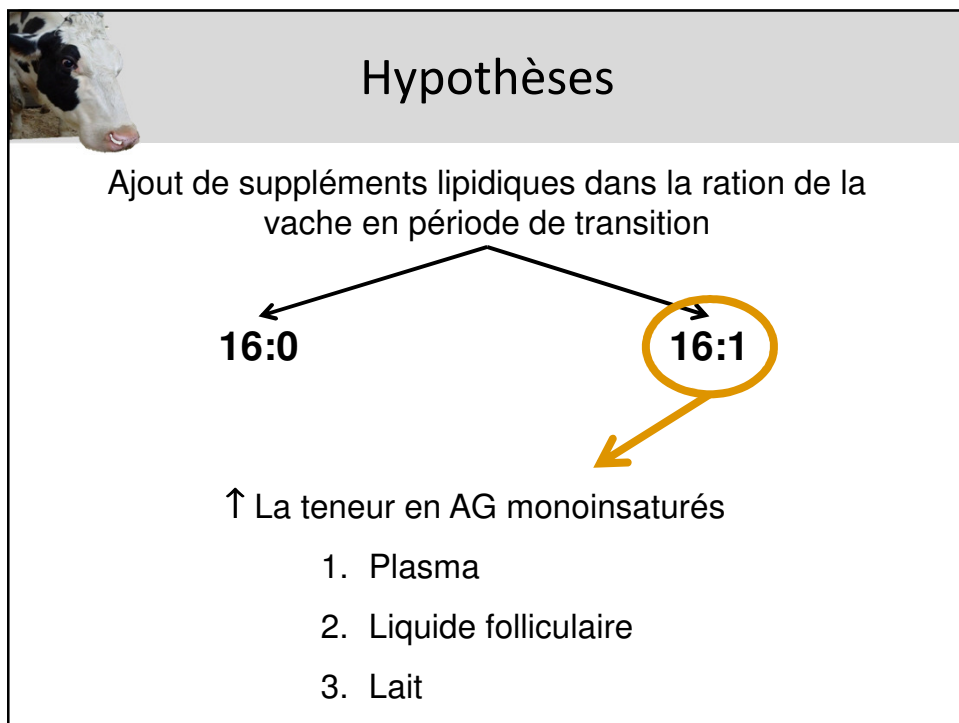 Hypothèses
Ajout de suppléments lipidiques dans la ration de la
vache en période de transition
16:0
16:1
↑ La teneur en AG monoinsaturés
1. Plasma
2. Liquide folliculaire
3. Lait